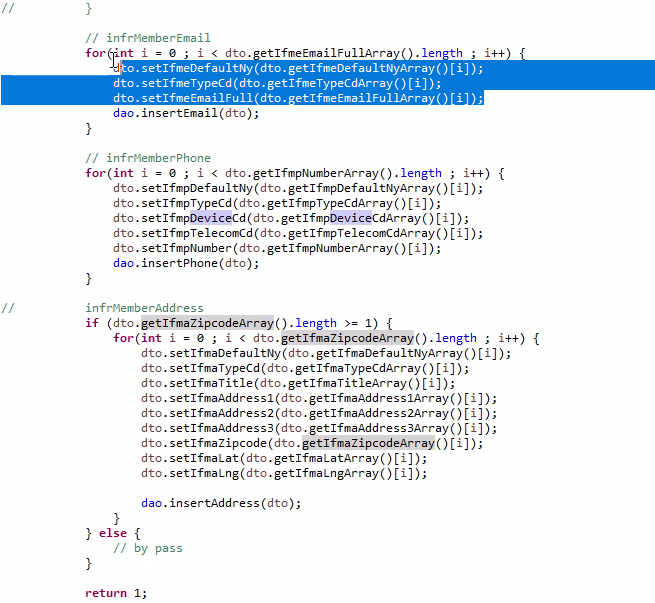 //          }

            // infrMemberEmail
            for(int i = 0 ; i < dto.getIfmeEmailFullArray().length ; i++) {
                dto.setIfmeDefaultNy(dto.getIfmeDefaultNyArray()[i]);
                dto.setIfmeTypeCd(dto.getIfmeTypeCdArray()[i]);
                dto.setIfmeEmailFull(dto.getIfmeEmailFullArray()[i]);
                dao.insertEmail(dto);
            }

            // infrMemberPhone
            for(int i = 0 ; i < dto.getIfmpNumberArray().length ; i++) {
                dto.setIfmpDefaultNy(dto.getIfmpDefaultNyArray()[i]);
                dto.setIfmpTypeCd(dto.getIfmpTypeCdArray()[i]);
                dto.setIfmpDeviceCd(dto.getIfmpDeviceCdArray()[i]);
                dto.setIfmpTelecomCd(dto.getIfmpTelecomCdArray()[i]);
                dto.setIfmpNumber(dto.getIfmpNumberArray()[i]);
                dao.insertPhone(dto);
            }

//          infrMemberAddress
            if (dto.getIfmaZipcodeArray().length >= 1) {
                for(int i = 0 ; i < dto.getIfmaZipcodeArray().length ; i++) {
                    dto.setIfmaDefaultNy(dto.getIfmaDefaultNyArray()[i]);
                    dto.setIfmaTypeCd(dto.getIfmaTypeCdArray()[i]);
                    dto.setIfmaTitle(dto.getIfmaTitleArray()[i]);
                    dto.setIfmaAddress1(dto.getIfmaAddress1Array()[i]);
                    dto.setIfmaAddress2(dto.getIfmaAddress2Array()[i]);
                    dto.setIfmaAddress3(dto.getIfmaAddress3Array()[i]);
                    dto.setIfmaZipcode(dto.getIfmaZipcodeArray()[i]);
                    dto.setIfmaLat(dto.getIfmaLatArray()[i]);
                    dto.setIfmaLng(dto.getIfmaLngArray()[i]);

                    dao.insertAddress(dto);
                }
            } else {
                // by pass
            }

            return 1;